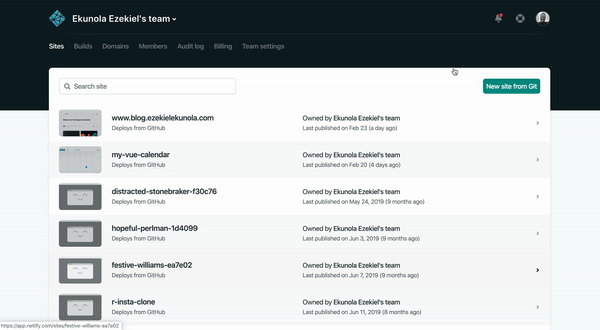 Ekunola Ezekiel's team
Sites Builds Domains Members Audit log Billing Team settings
Search site
New site from Git
www.blog.ezekielekunola.com
Deploys from GitHub
Owned by Ekunola Ezekiel's team
Last published on Feb 23 (a day ago)
my-vue-calendar
Deploys from GitHub
Owned by Ekunola Ezekiel's team
Last published on Feb 20 (4 days ago)
distracted-stonebraker-f30c76
Deploys from GitHub
Owned by Ekunola Ezekiel's team
Last published on May 24, 2019 (9 months ago)
hopeful-perlman-1d4099
Deploys from GitHub
Owned by Ekunola Ezekiel's team
Last published on Jun 3, 2019 (9 months ago)
festive-williams-ea7e02
Deploys from GitHub
Owned by Ekunola Ezekiel's team
Last published on Jun 7, 2019 (9 months ago)
r-insta-clone
Deploys from GitHub
Owned by Ekunola Ezekiel's team
Last published on Jun 11, 2019 (8 months ago)
https://app.netlify.com/sites/festive-williams-ea7e02